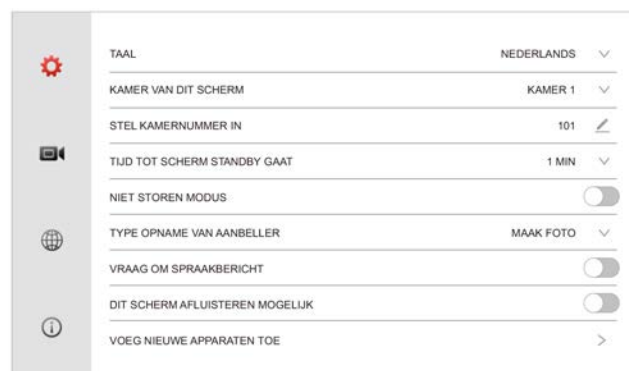 TAAL NEDERLANDS
KAMER VAN DIT SCHERM KAMER 1
STEL KAMERNUMMER IN 101
TIJD TOT SCHERM STANDBY GAAT 1 MIN
NIET STOREN MODUS
TYPE OPNAME VAN AANBELLER MAAK FOTO
VRAAG OM SPRAAKBERICHT
DIT SCHERM AFLUISTEREN MOGELIJK
VOEG NIEUWE APPARATEN TOE